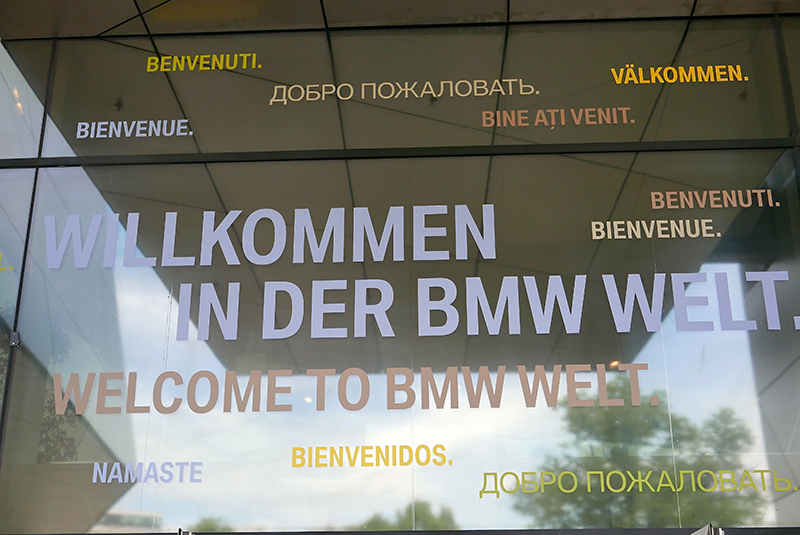 BENVENUTI.
ДОБРО ПОЖАЛОВАТЬ.
VÄLKOMMEN.
BIENVENUE.
BINE AȚI VENIT.
BENVENUTI.
BIENVENUE.
WILLKOMMEN
IN DER BMW WELT.
WELCOME TO BMW WELT.
BIENVENIDOS.
NAMASTE
ДОБРО ПОЖАЛОВАТЬ.